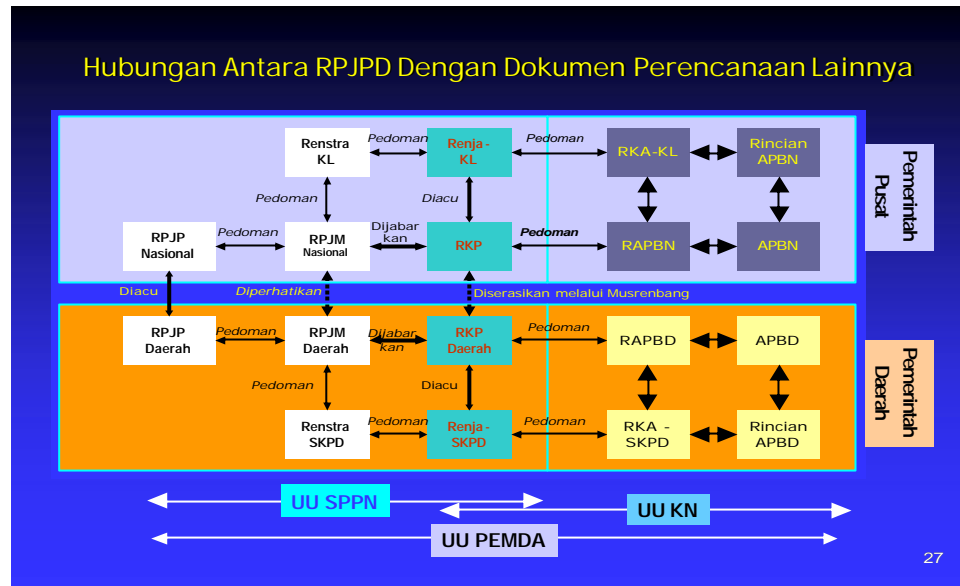 Hubungan Antara RPJPD Dengan Dokumen Perencanaan Lainnya
Renstra
KL
Pedoman
Renja -
KL
Pedoman
RKA-KL
Rincian
APBN
Pemerintah
Pusat
Pedoman
Diacu
RPJP
Nasional
Pedoman
RPJM
Nasional
Dijabar
kan
RKP
Pedoman
RAPBN
APBN
Diacu
Diperhatikan
Diserasikan melalui Musrenbang
RPJP
Daerah
Pedoman
RPJM
Daerah
Dijabar
kan
RKP
Daerah
Pedoman
RAPBD
APBD
Pemerintah
Daerah
Pedoman
Diacu
Renstra
SKPD
Pedoman
Renja -
SKPD
Pedoman
RKA -
SKPD
Rincian
APBD
UU SPPN
UU KN
UU PEMDA
27